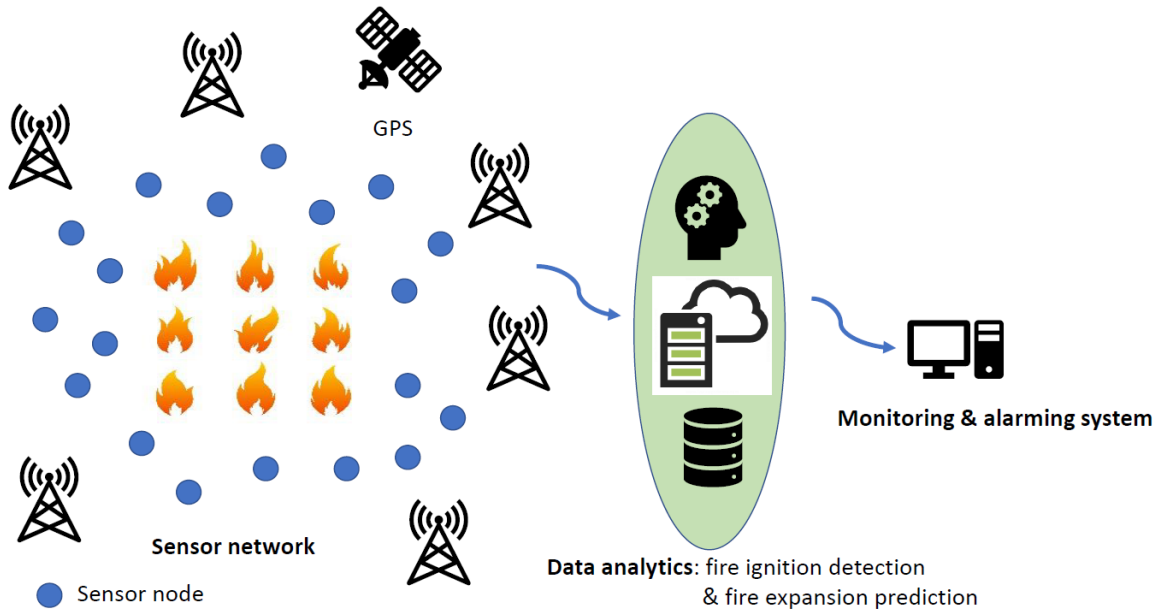 GPS
Monitoring & alarming system
Sensor network
Data analytics: fire ignition detection
& fire expansion prediction
Sensor node